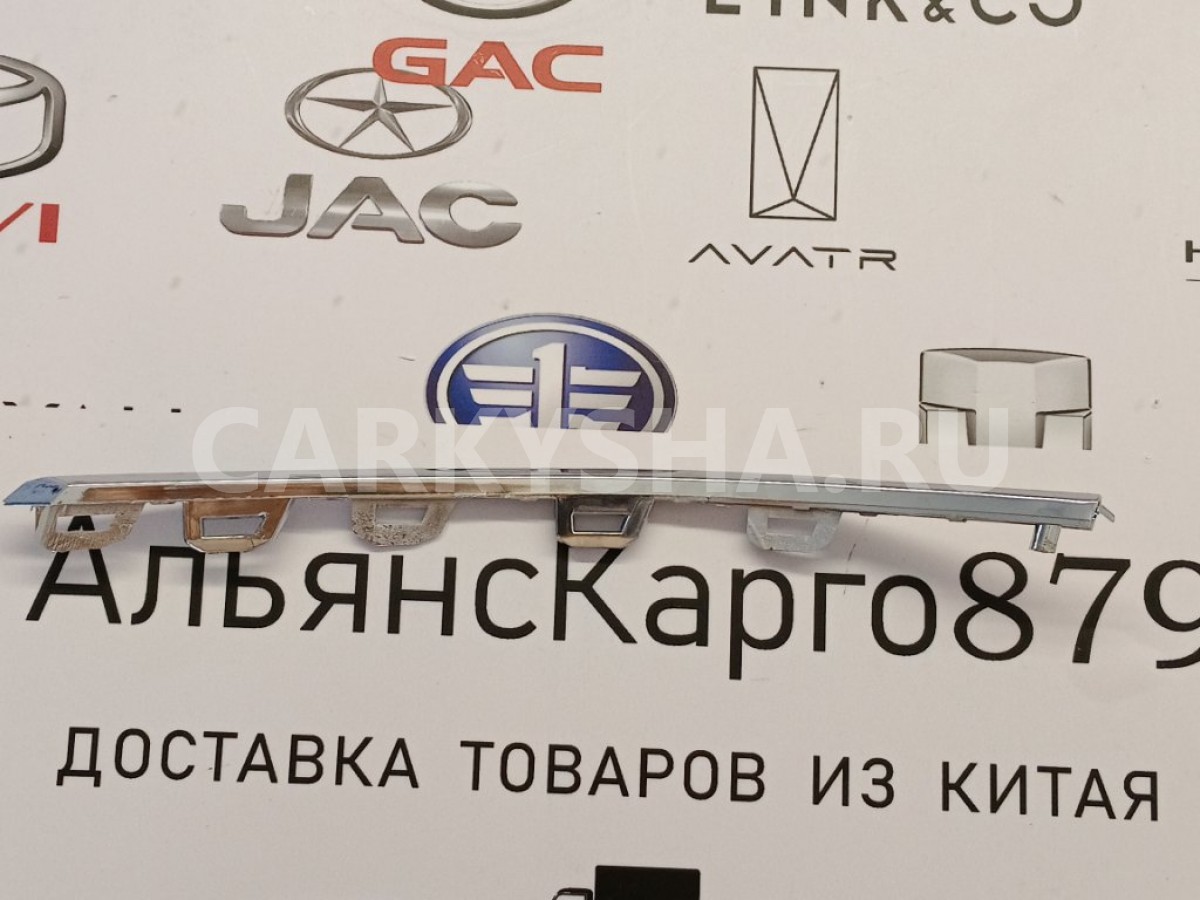 LYNK&CO
GAC
JAC
AVATR
CARKYSHA.RU
АльянсКарго879
ДОСТАВКА ТОВАРОВ ИЗ КИТАЯ